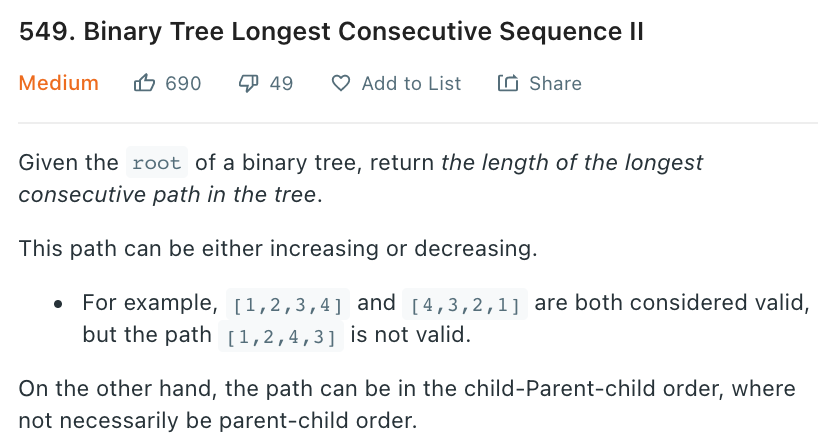 549. Binary Tree Longest Consecutive Sequence II
Medium 690 49 Add to List Share
Given the root of a binary tree, return the length of the longest
consecutive path in the tree.
This path can be either increasing or decreasing.
• For example, [1,2,3,4] and [4,3,2,1] are both considered valid,
but the path [1,2,4,3] is not valid.
On the other hand, the path can be in the child-Parent-child order, where
not necessarily be parent-child order.